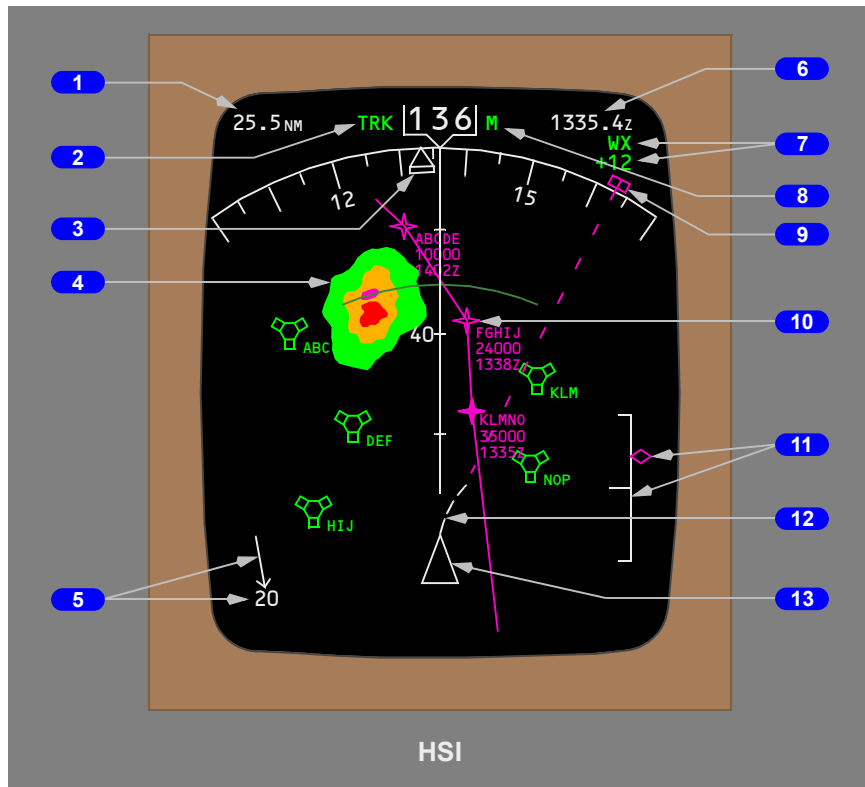 1
6
25.5NM
TRK
136
M
1335.4Z
WX
+12
2
7
12
15
8
3
9
ABCDE
10000
1402Z
4
10
40
FGHIJ
24000
1338Z
ABC
KLM
KLMNO
35000
1335Z
DEF
11
NOP
HIJ
12
5
20
13
HSI